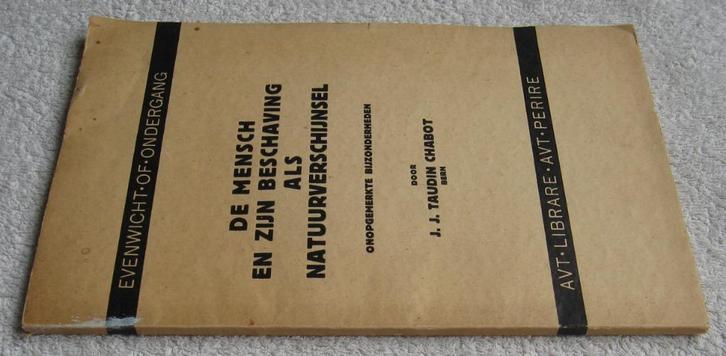 EVENWICHT·OF·ONDERGANG
DE MENSCH
EN ZIJN BESCHAVING
ALS
NATUURVERSCHIJNSEL
ONOPGEMERKTE BIJZONDERHEDEN
DOOR
J. J. TAUDIN CHABOT
BERN
AVT·LIBRARE·AVT·PERIRE